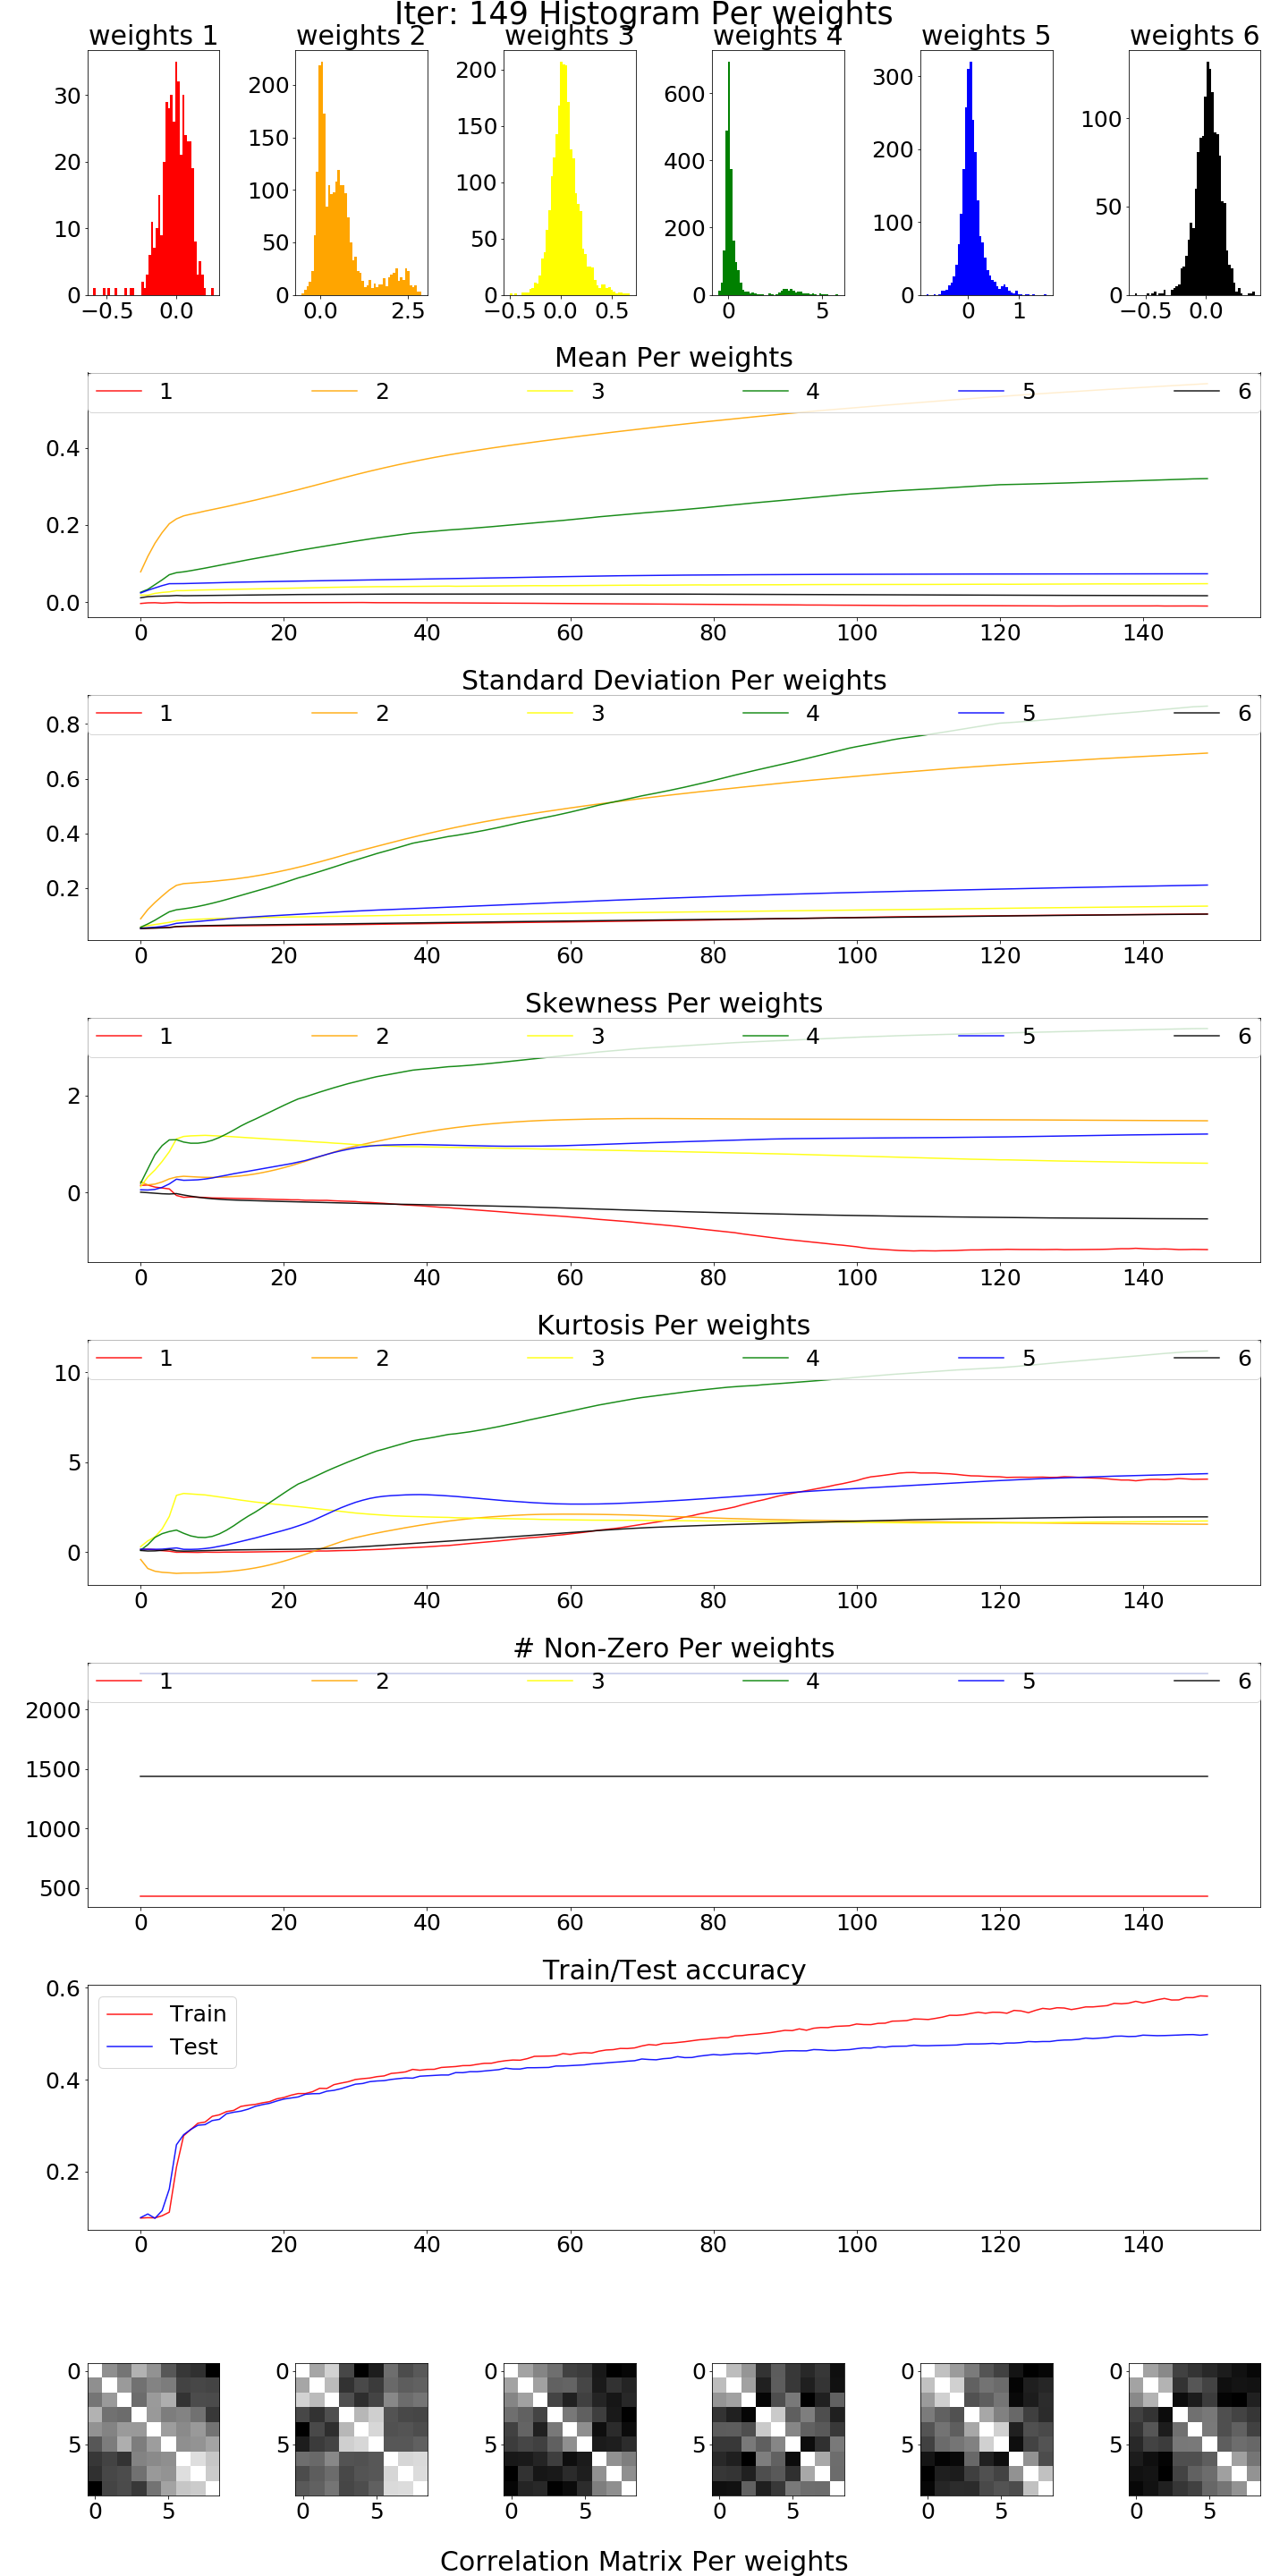 Iter: 149 Histogram Per weights
weights 1 weights 2 weights 3 weights 4 weights 5 weights 6
30 20 10 0
−0.5 0.0
200 150 100 50 0
0.0 2.5
200 150 100 50 0
−0.5 0.0 0.5
600 400 200 0
0 5
300 200 100 0
0 1
100 50 0
−0.5 0.0
Mean Per weights
1 2 3 4 5 6
0.4
0.2
0.0
0 20 40 60 80 100 120 140
Standard Deviation Per weights
1 2 3 4 5 6
0.8
0.6
0.4
0.2
0 20 40 60 80 100 120 140
Skewness Per weights
1 2 3 4 5 6
2
0
0 20 40 60 80 100 120 140
Kurtosis Per weights
1 2 3 4 5 6
10
5
0
0 20 40 60 80 100 120 140
# Non-Zero Per weights
1 2 3 4 5 6
2000
1500
1000
500
0 20 40 60 80 100 120 140
Train/Test accuracy
0.6
Train
Test
0.4
0.2
0 20 40 60 80 100 120 140
0 0 0 0 0 0
5 5 5 5 5 5
0 5 0 5 0 5 0 5 0 5 0 5
Correlation Matrix Per weights